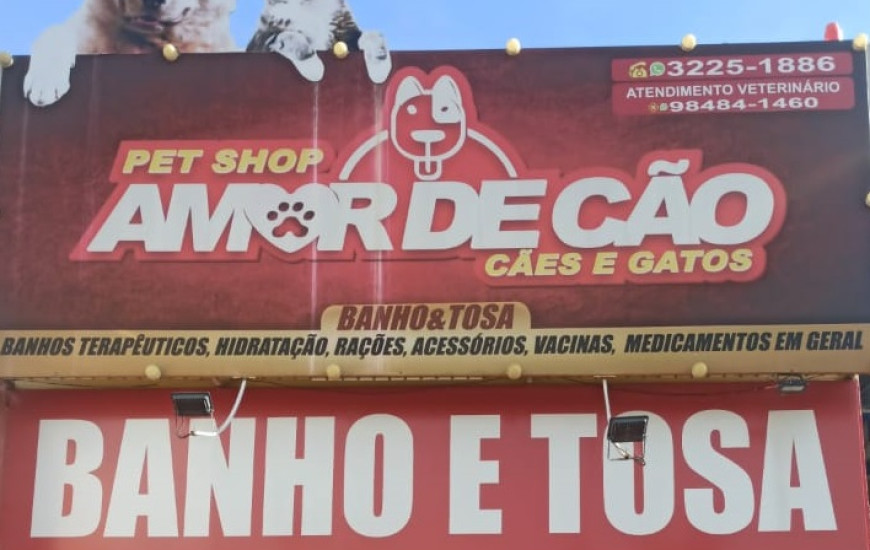 3225-1886
ATENDIMENTO VETERINÁRIO
98484-1460
PET SHOP
AMOR DE CÃO
CÃES E GATOS
BANHO&TOSA
BANHOS TERAPÊUTICOS, HIDRATAÇÃO, RAÇÕES, ACESSÓRIOS, VACINAS, MEDICAMENTOS EM GERAL
BANHO E TOSA